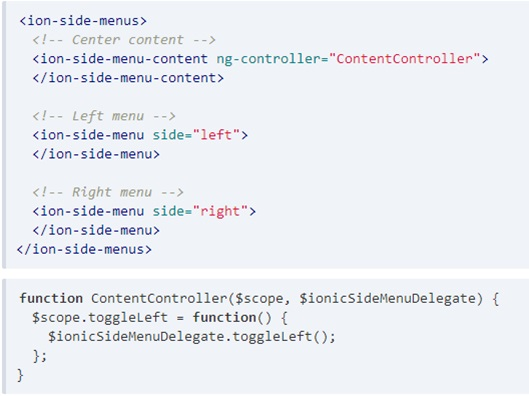 <ion-side-menus>
<!-- Center content -->
<ion-side-menu-content ng-controller="ContentController">
</ion-side-menu-content>
<!-- Left menu -->
<ion-side-menu side="left">
</ion-side-menu>
<!-- Right menu -->
<ion-side-menu side="right">
</ion-side-menu>
</ion-side-menus>
function ContentController($scope, $ionicSideMenuDelegate) {
$scope.toggleLeft = function() {
$ionicSideMenuDelegate.toggleLeft();
};
}